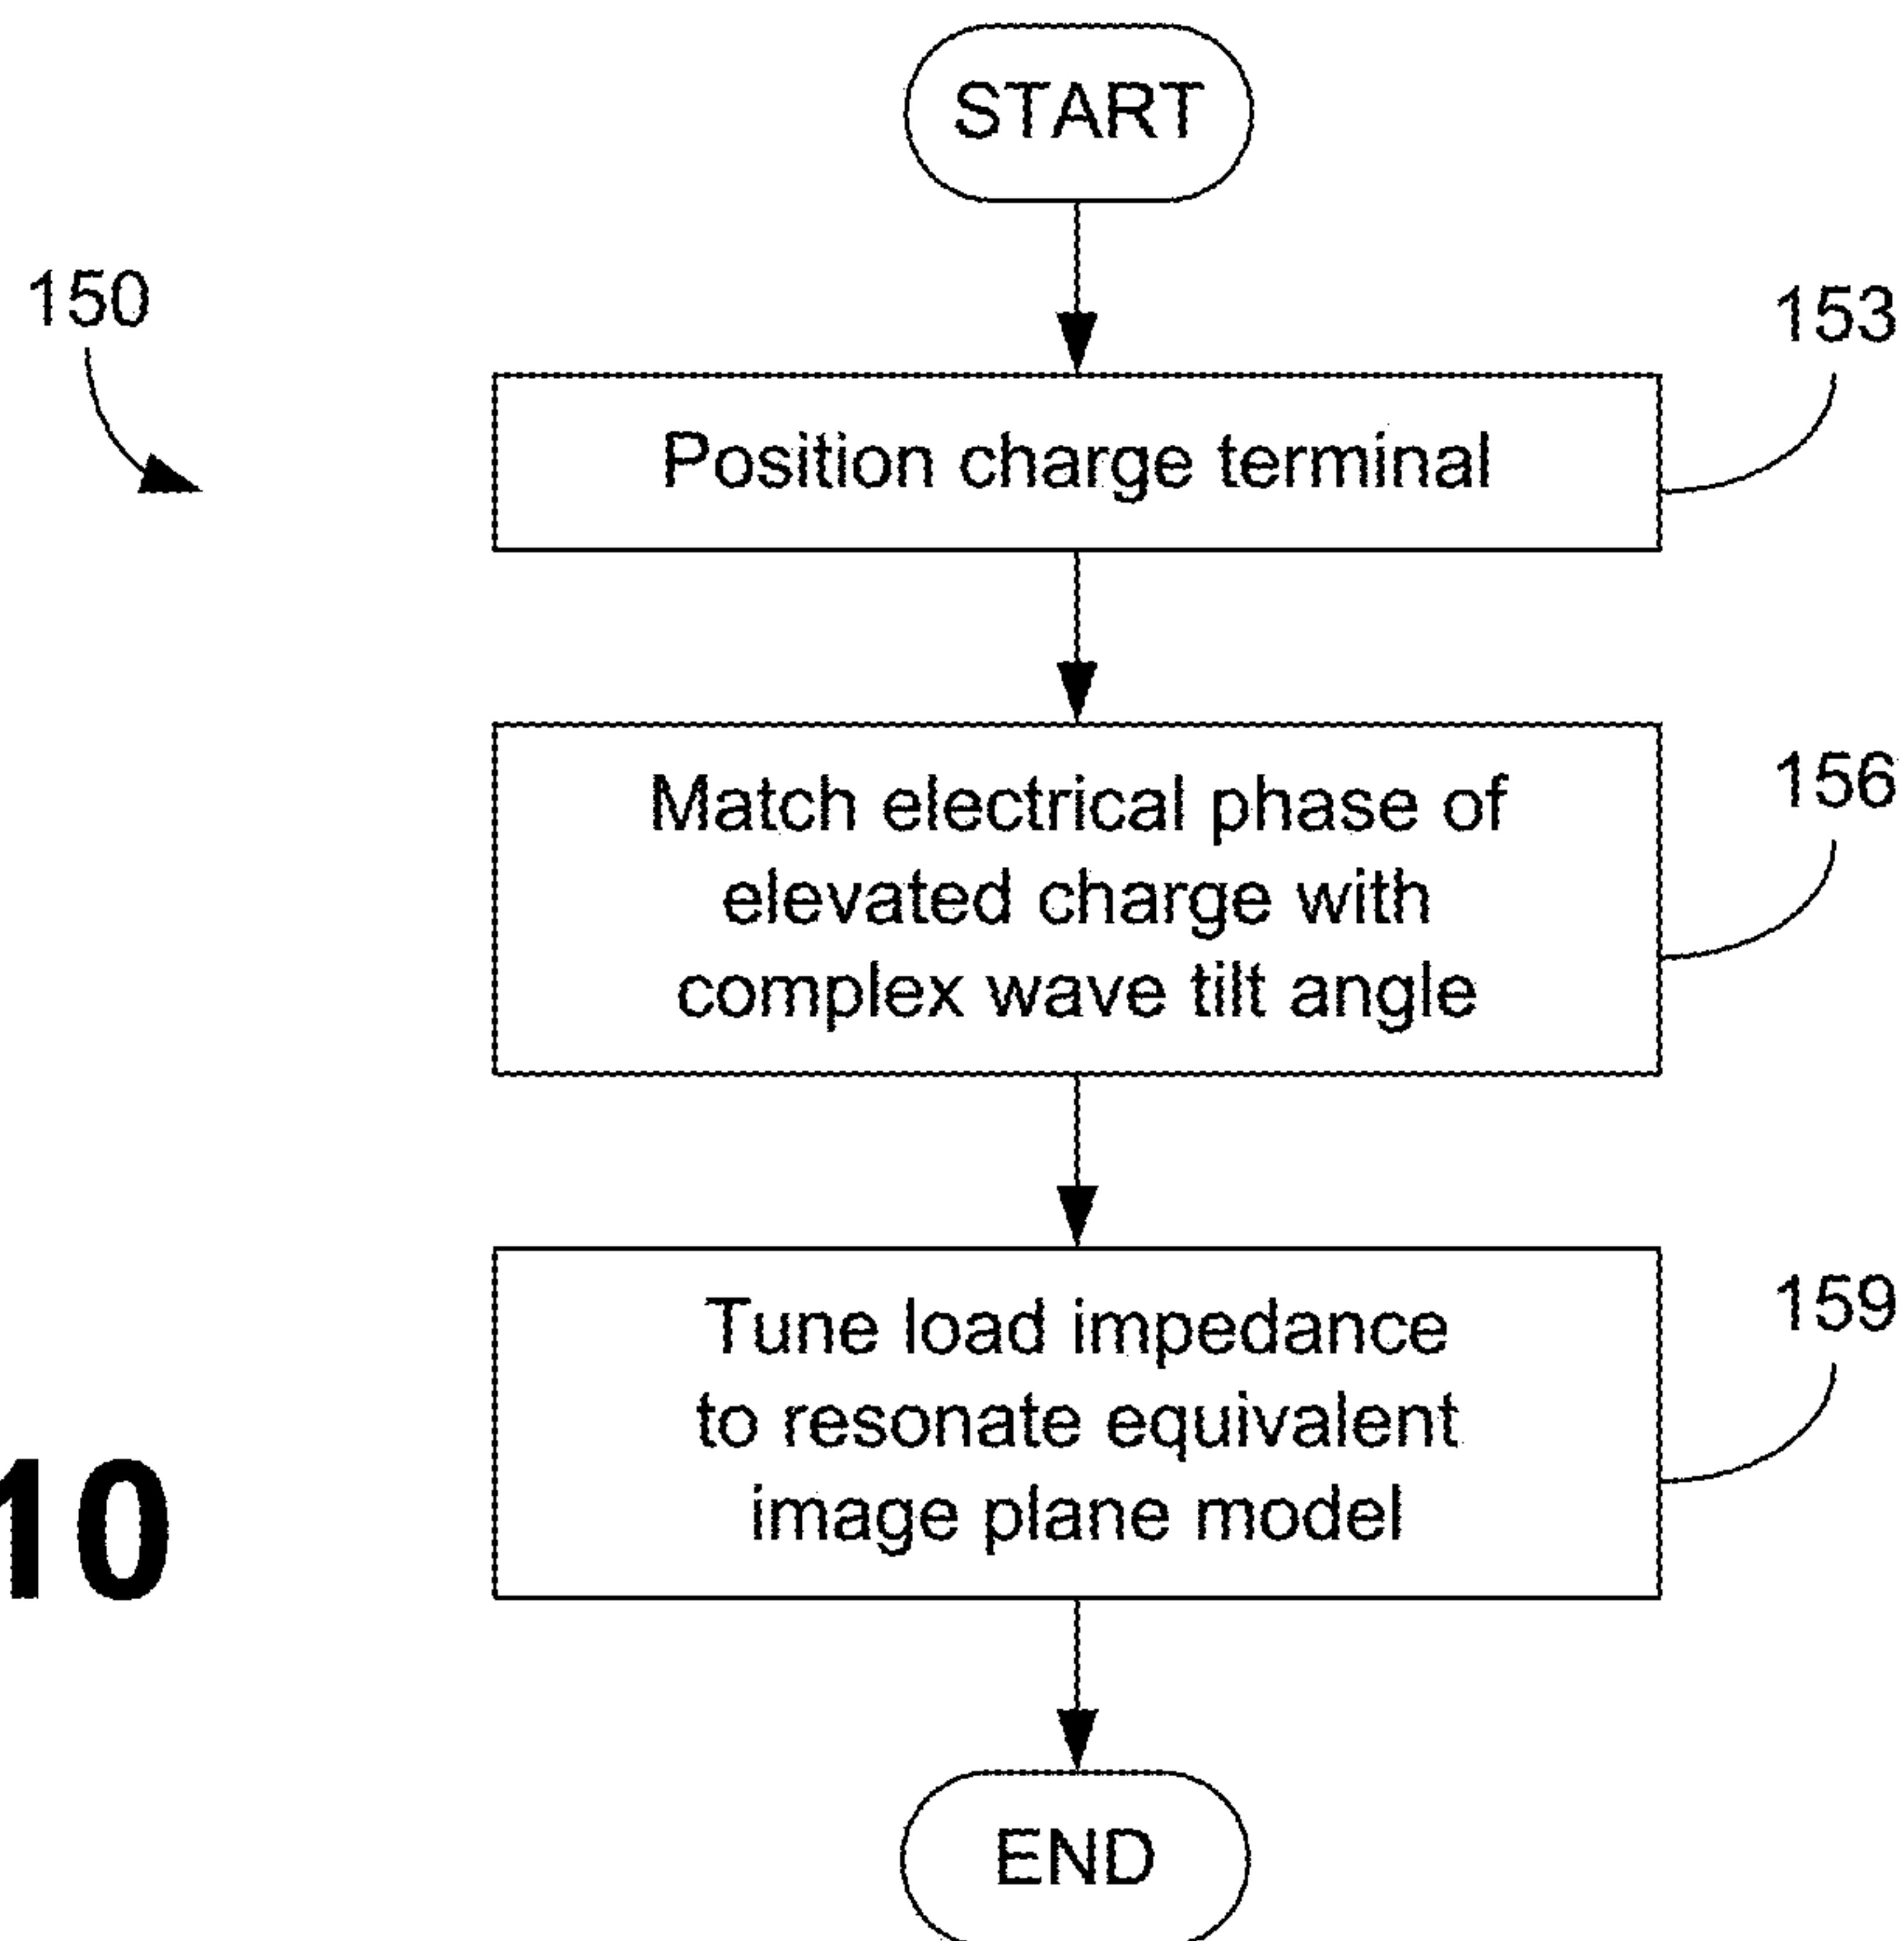 START
150
153
Position charge terminal
156
Match electrical phase of
elevated charge with
complex wave tilt angle
159
Tune load impedance
to resonate equivalent
image plane model
10
END